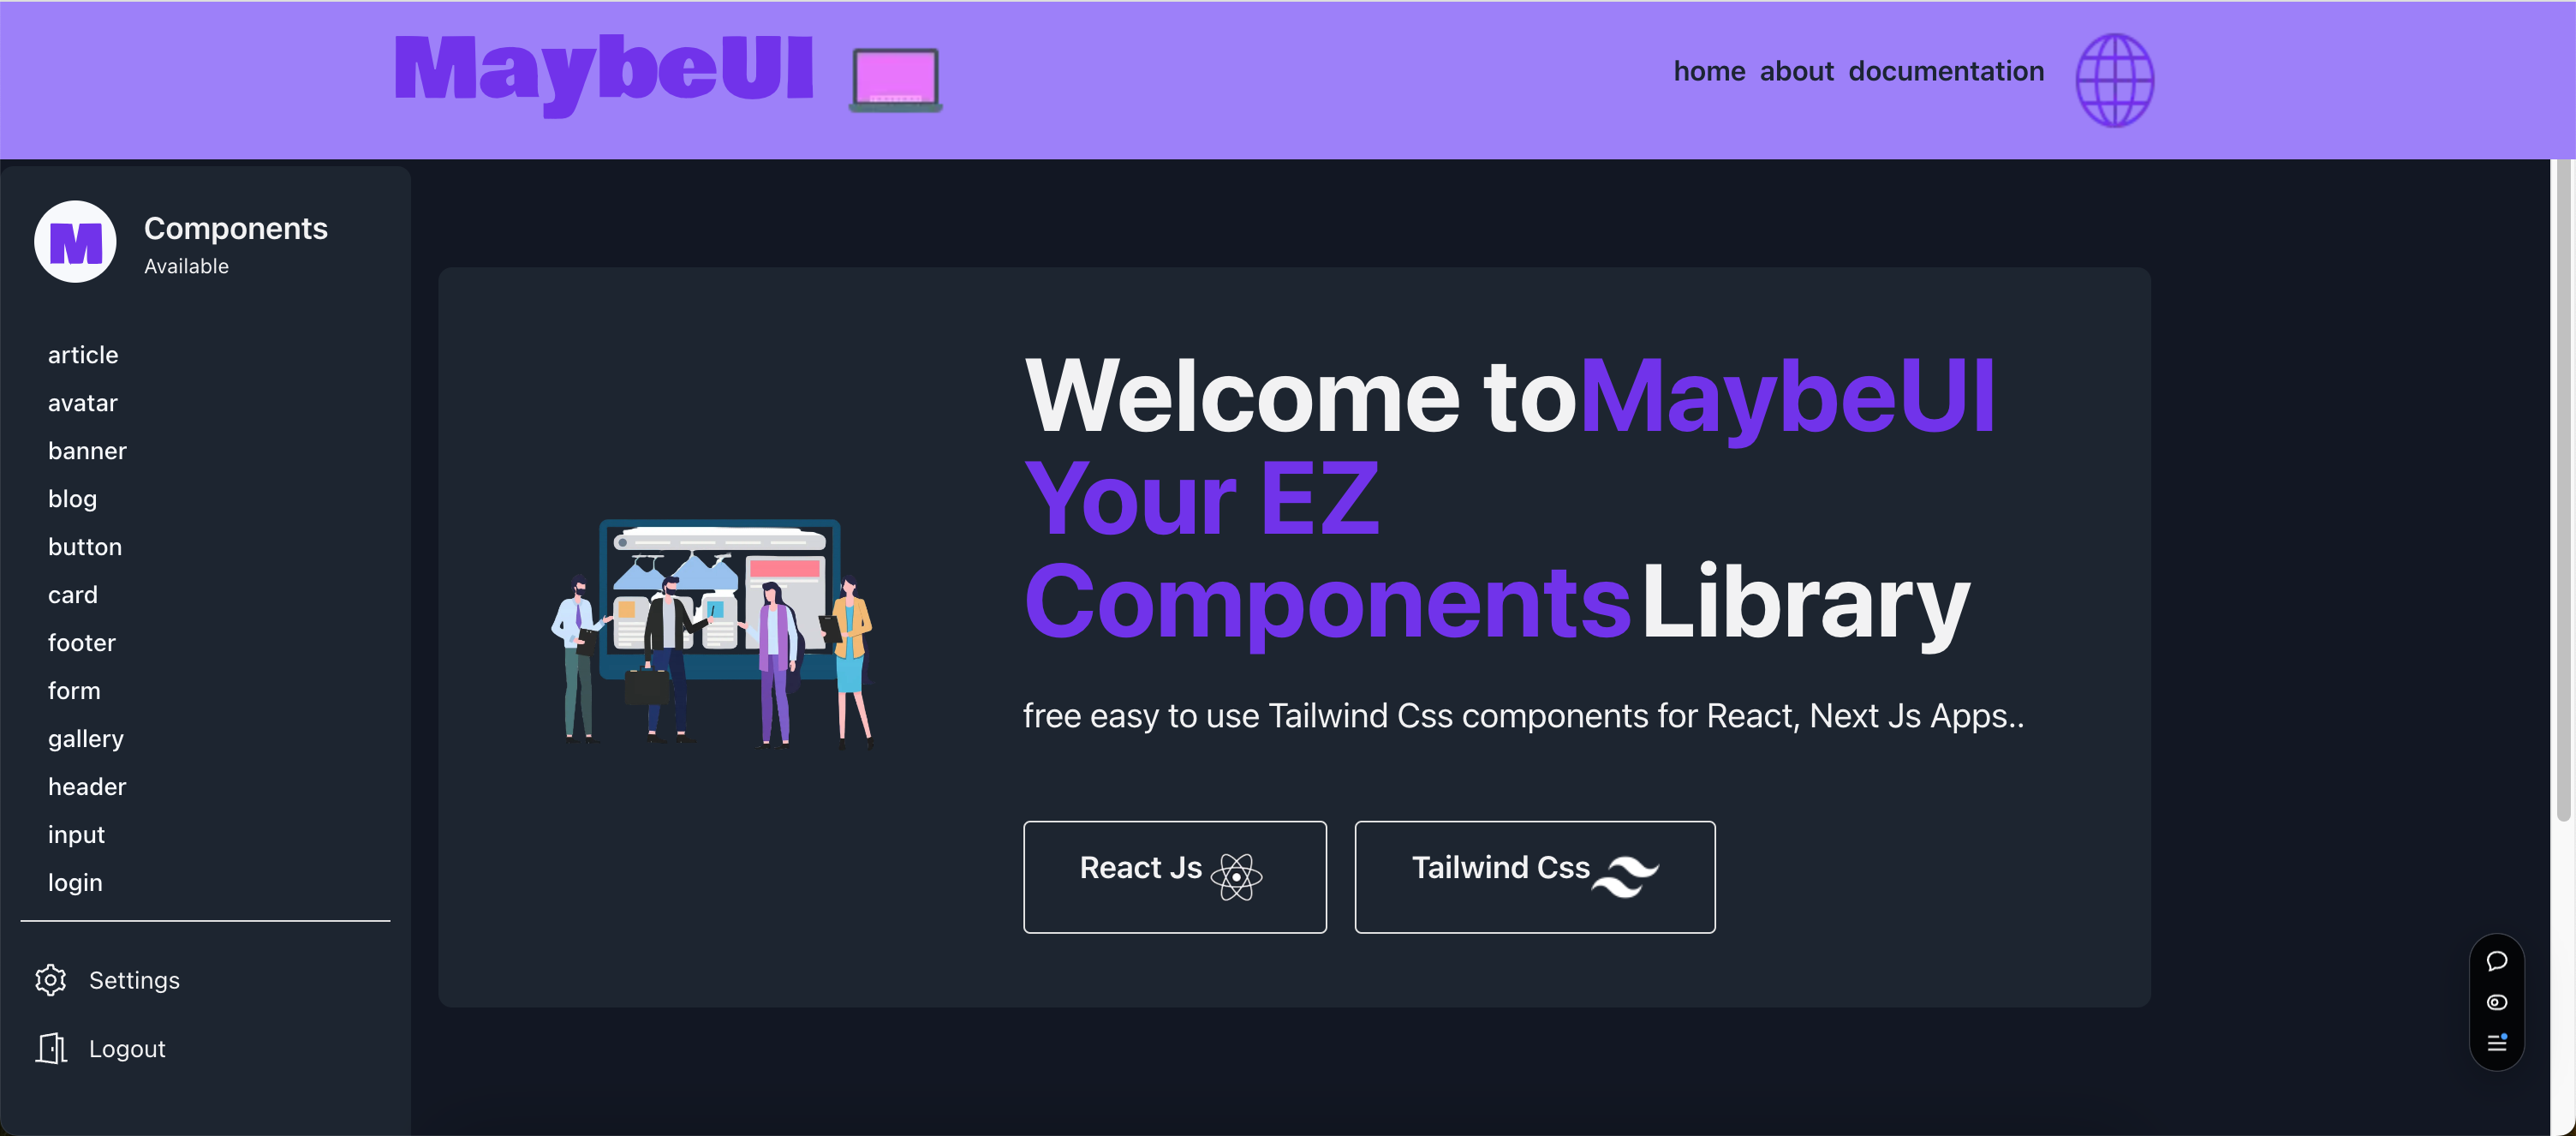 MaybeUI
home about documentation
M
Components
Available
article
avatar
banner
blog
button
card
footer
form
gallery
header
input
login
Settings
Logout
Welcome toMaybeUI
Your EZ
Components Library
free easy to use Tailwind Css components for React, Next Js Apps..
React Js
Tailwind Css